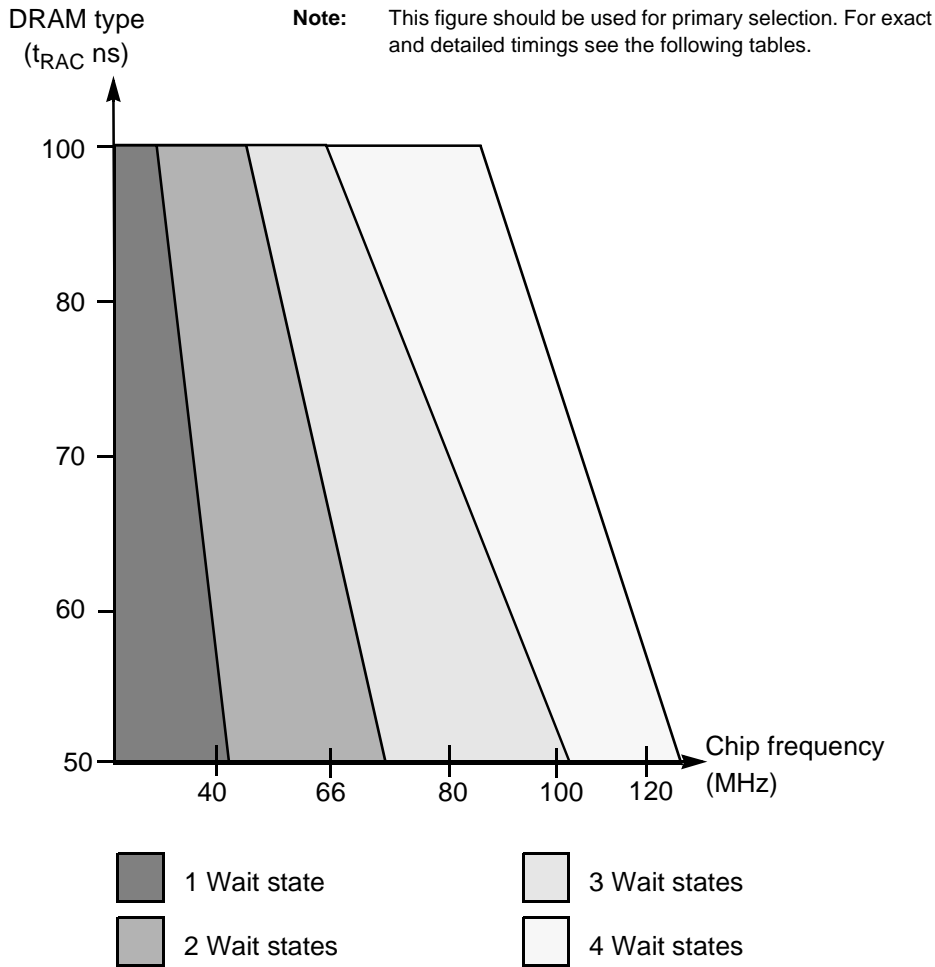 DRAM type
(tRAC ns)
Note: This figure should be used for primary selection. For exact
and detailed timings see the following tables.
100
80
70
60
50
40 66 80 100 120
Chip frequency
(MHz)
1 Wait state
3 Wait states
2 Wait states
4 Wait states